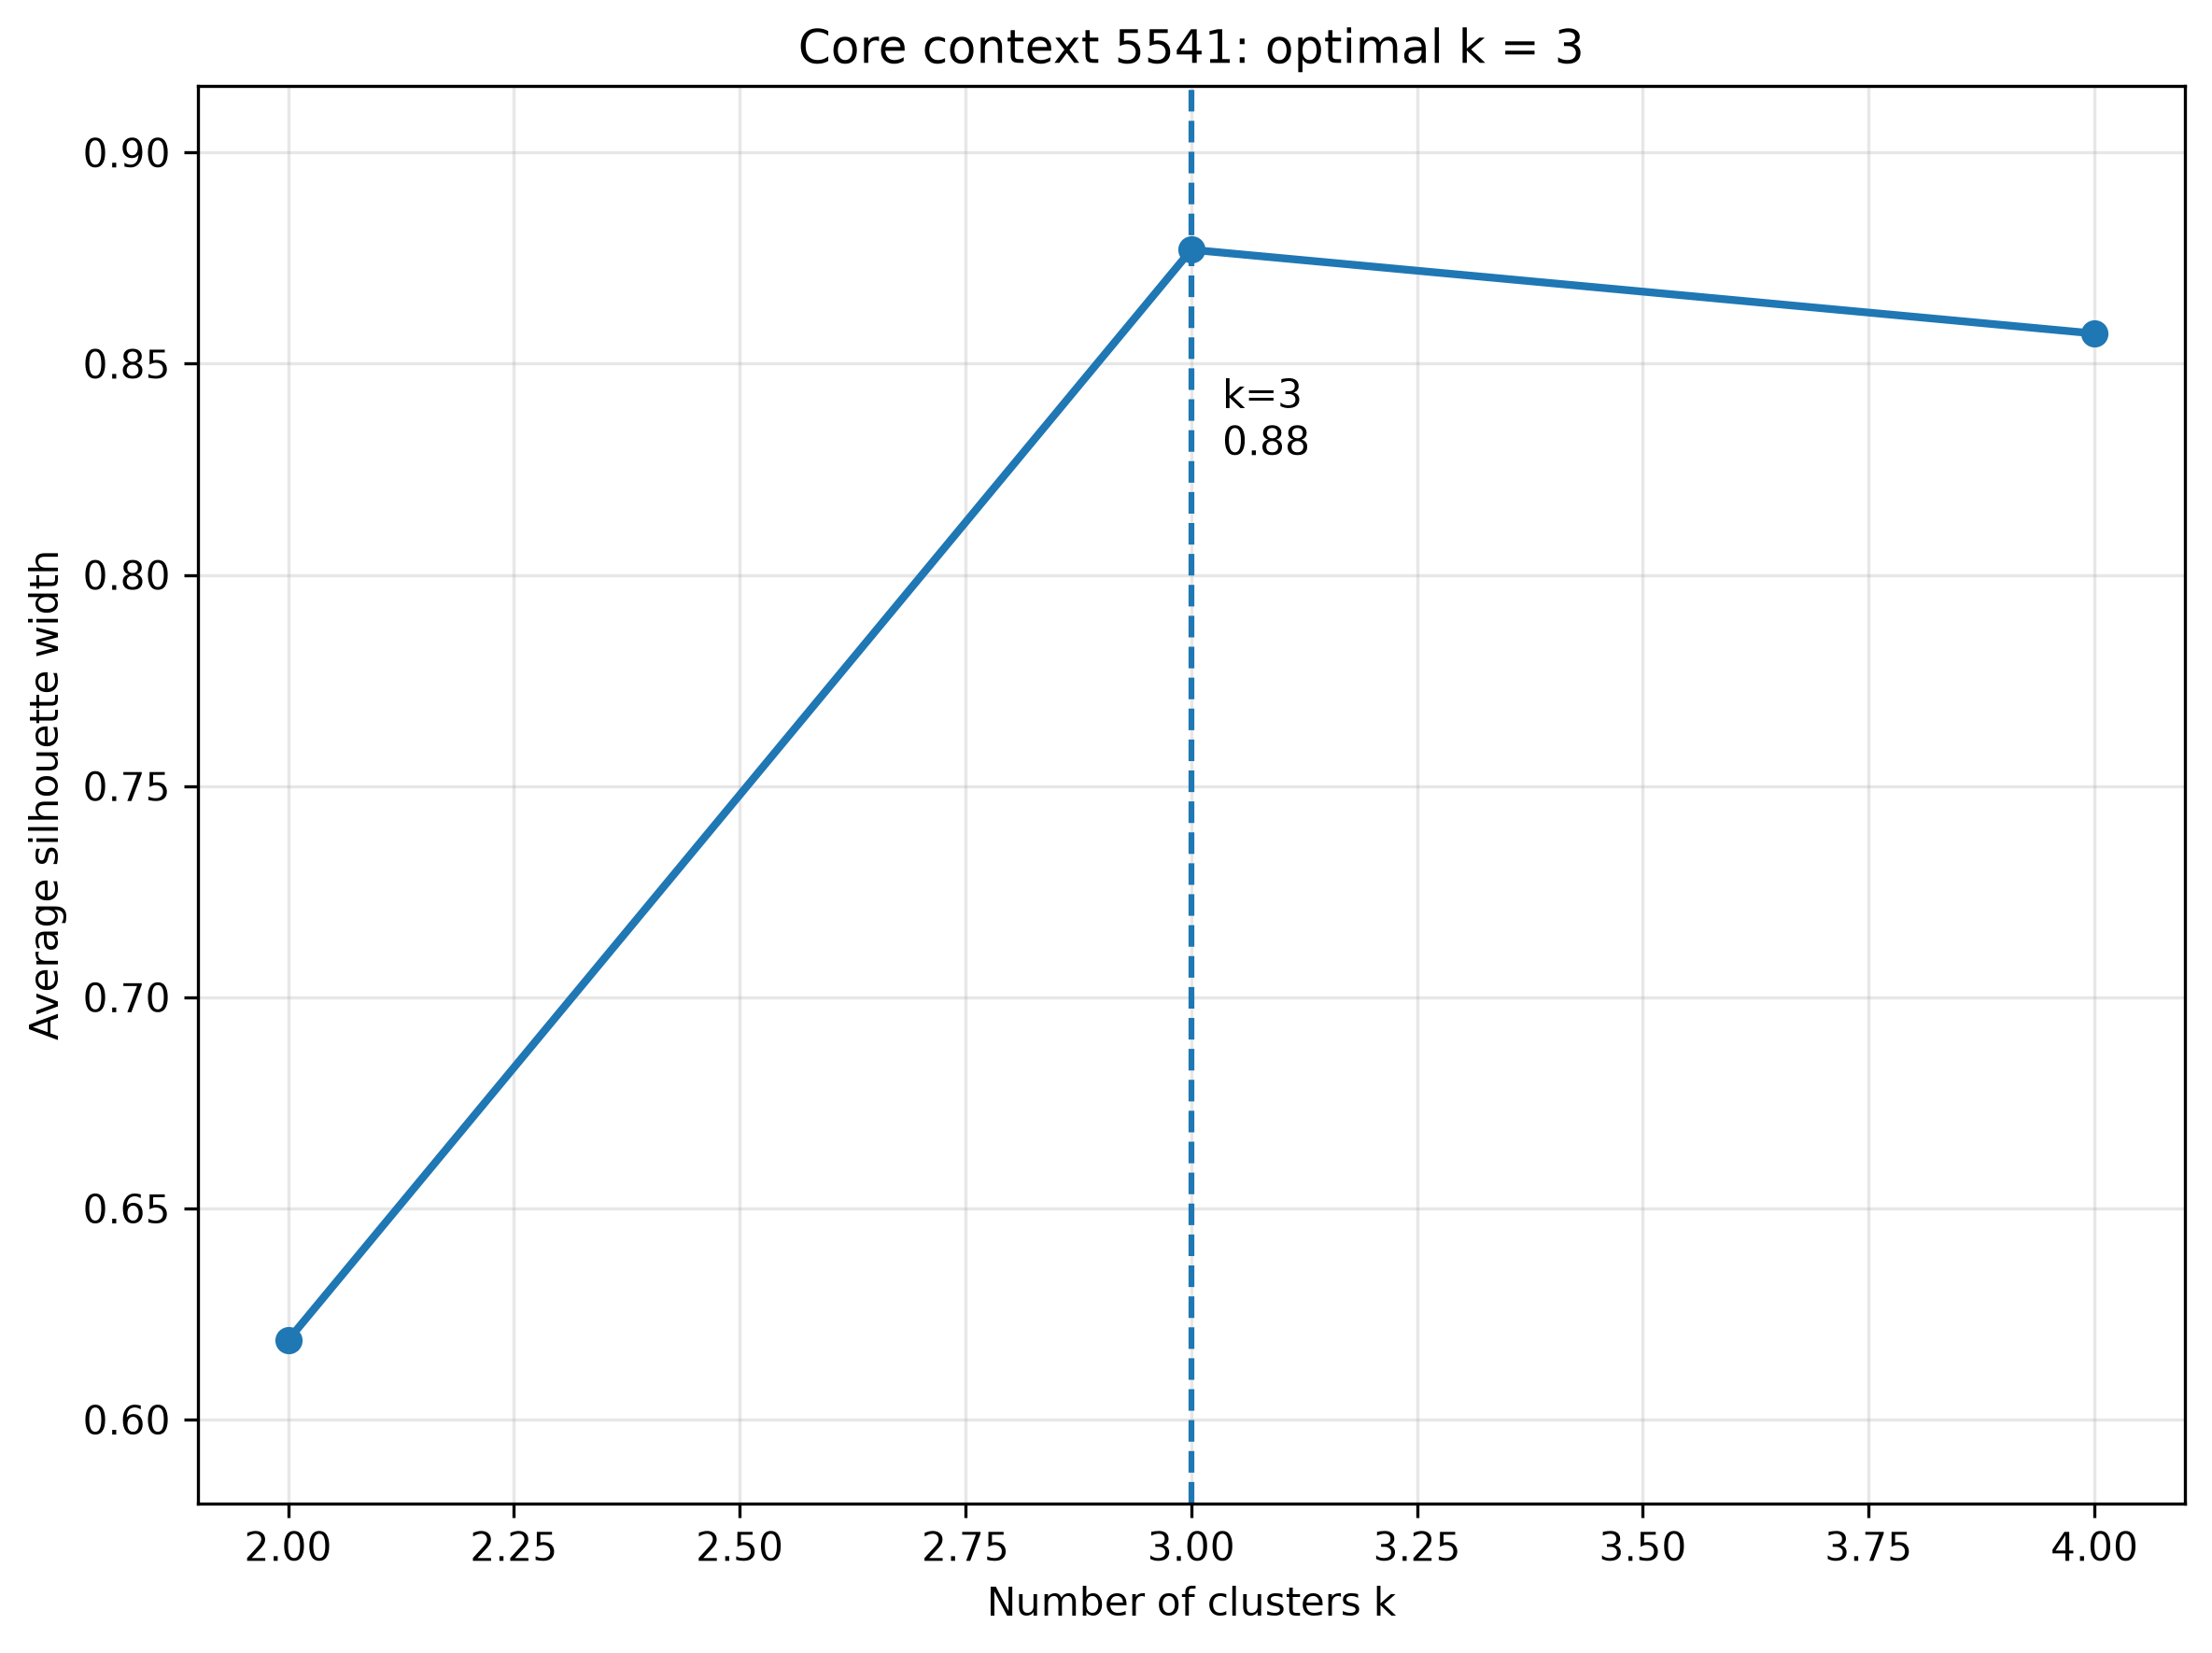 Core context 5541: optimal k = 3
0.90
0.85
0.80
0.75
0.70
0.65
0.60
Average silhouette width
k=3
0.88
2.00 2.25 2.50 2.75 3.00 3.25 3.50 3.75 4.00
Number of clusters k